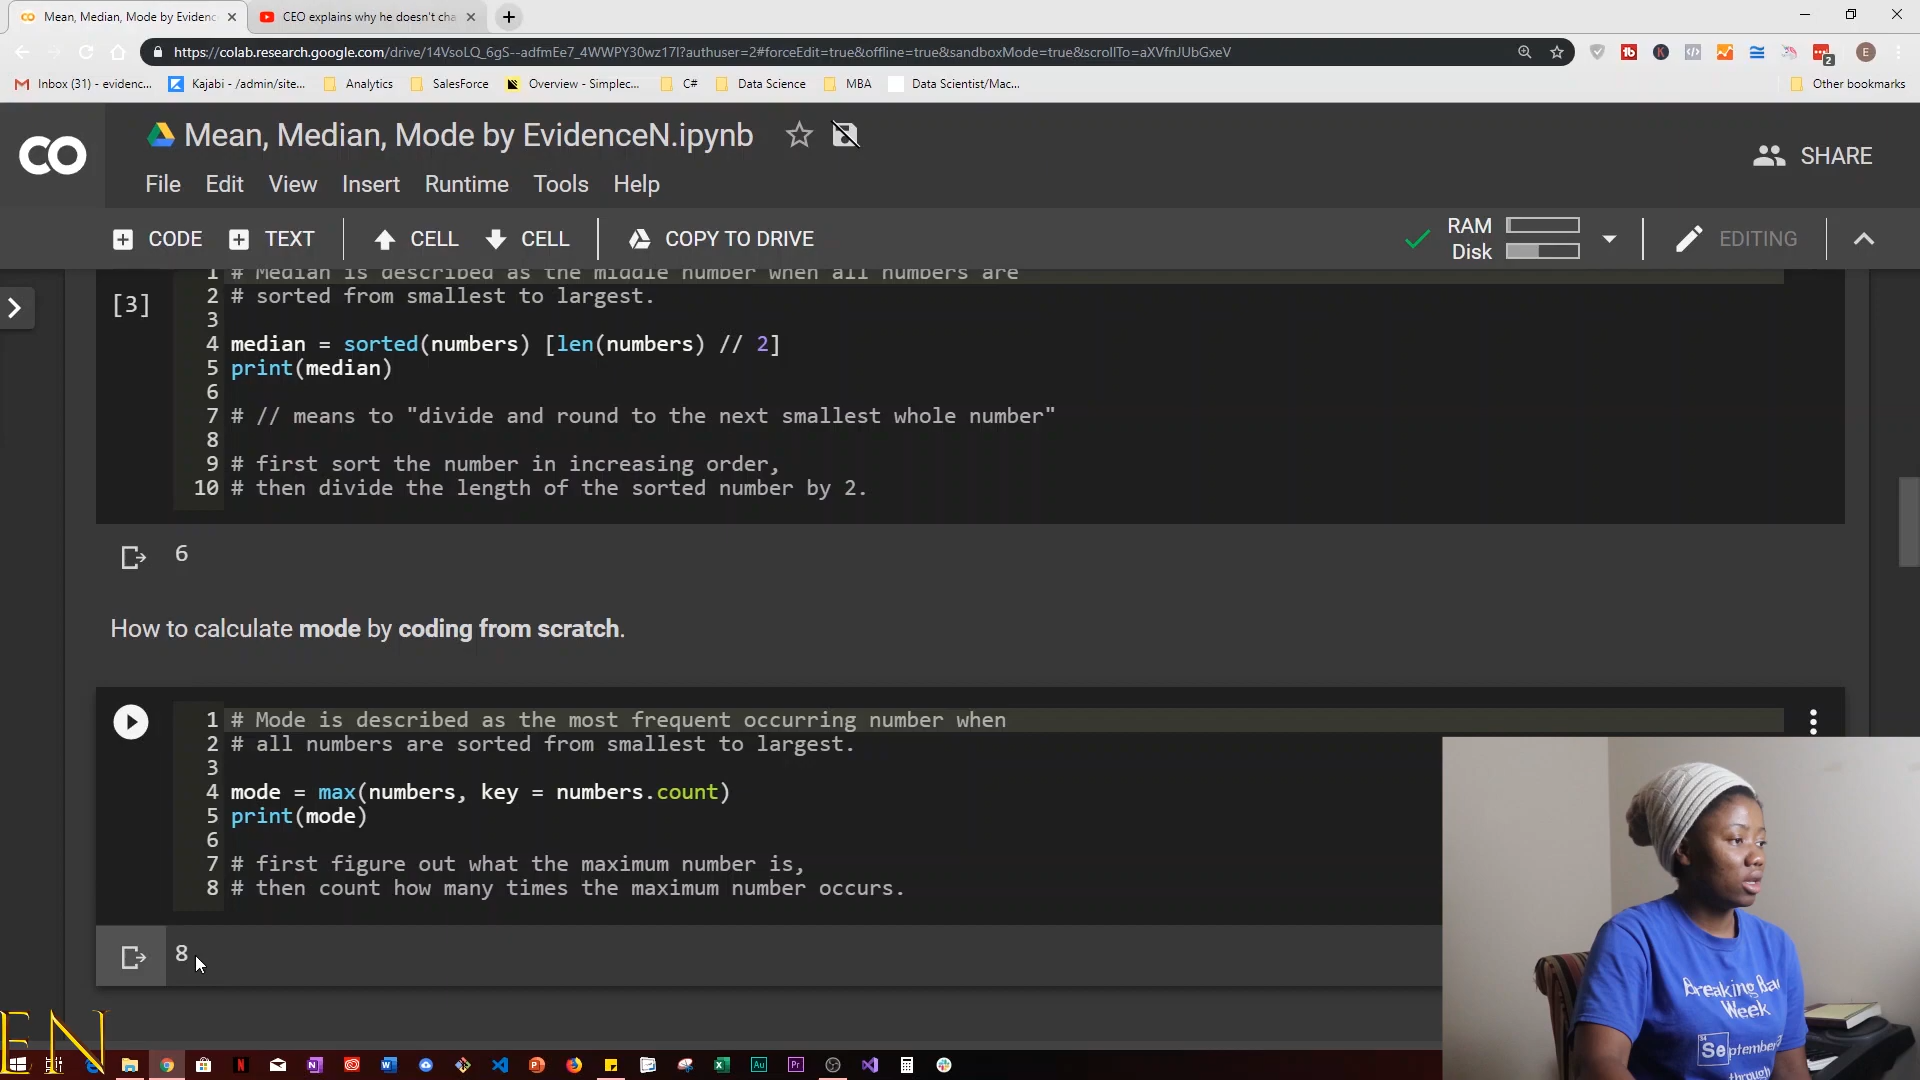 Mean, Median, Mode by Evidenc
CEO explains why he doesn't cha
https://colab.research.google.com/drive/14VsoLQ_6gS--adfmEe7_4WWPY30wz17I?authuser=2#forceEdit=true&offline=true&sandboxMode=true&scrollTo=aXVfnJUbGxeV
Inbox (31) - evidenc...
Kajabi - /admin/site...
Analytics
SalesForce
Overview - Simplec...
C#
Data Science
MBA
Data Scientist/Mac...
Other bookmarks
CO
Mean, Median, Mode by EvidenceN.ipynb
SHARE
File Edit View Insert Runtime Tools Help
CODE TEXT CELL CELL COPY TO DRIVE
RAM
Disk
EDITING
1 # Median is described as the middle number when all numbers are
[3]
2 # sorted from smallest to largest.
3
4 median = sorted(numbers) [len(numbers) // 2]
5 print(median)
6
7 # // means to "divide and round to the next smallest whole number"
8
9 # first sort the number in increasing order,
10 # then divide the length of the sorted number by 2.
6
How to calculate mode by coding from scratch.
1 # Mode is described as the most frequent occurring number when
2 # all numbers are sorted from smallest to largest.
3
4 mode = max(numbers, key = numbers.count)
5 print(mode)
6
7 # first figure out what the maximum number is,
8 # then count how many times the maximum number occurs.
8
EN
Breaking Bad
Week
Se
September
through